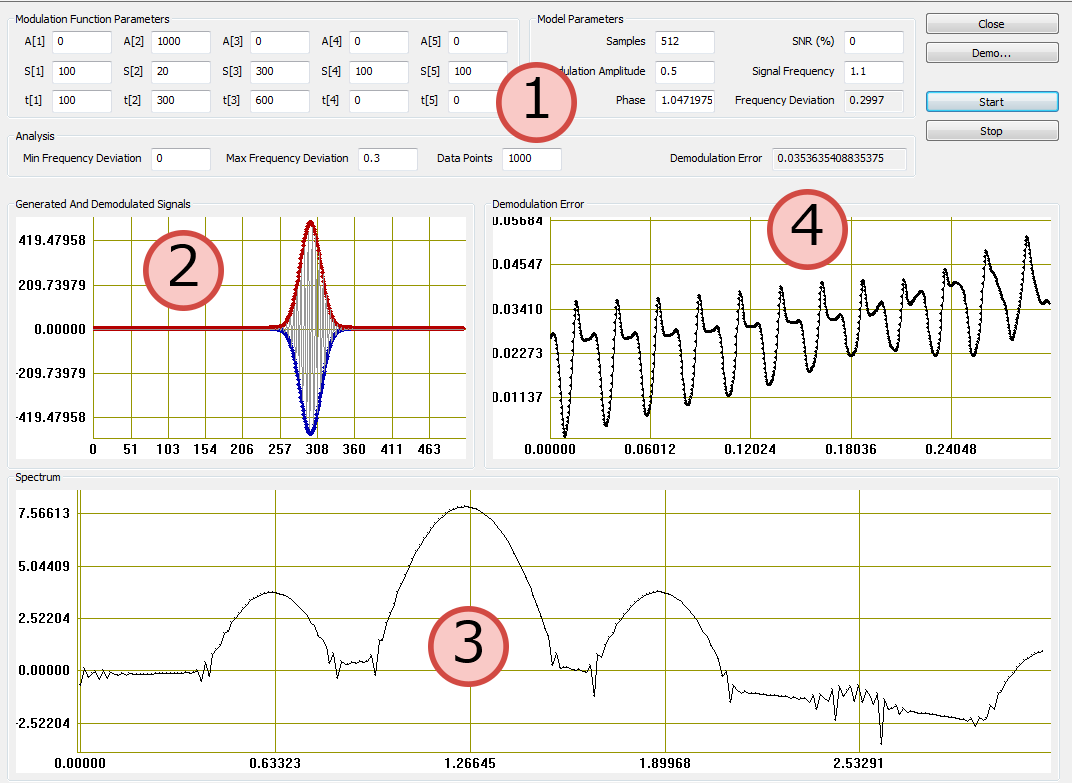 Modulation Function Parameters
A[1] 0 A[2] 1000 A[3] 0 A[4] 0 A[5] 0
S[1] 100 S[2] 20 S[3] 300 S[4] 100 S[5] 100
t[1] 100 t[2] 300 t[3] 600 t[4] 0 t[5] 0
1
Model Parameters
Samples 512 SNR (%) 0
dulation Amplitude 0.5 Signal Frequency 1.1
Phase 1.0471975 Frequency Deviation 0.2997
Close
Demo...
Start
Stop
Analysis
Min Frequency Deviation 0 Max Frequency Deviation 0.3 Data Points 1000 Demodulation Error 0.0353635408835375
Generated And Demodulated Signals
2
419.47958
209.73979
0.00000
-209.73979
-419.47958
0 51 103 154 206 257 308 360 411 463
Demodulation Error
4
0.05684
0.04547
0.03410
0.02273
0.01137
0.00000 0.06012 0.12024 0.18036 0.24048
Spectrum
3
7.56613
5.04409
2.52204
0.00000
-2.52204
0.00000 0.63323 1.26645 1.89968 2.53291